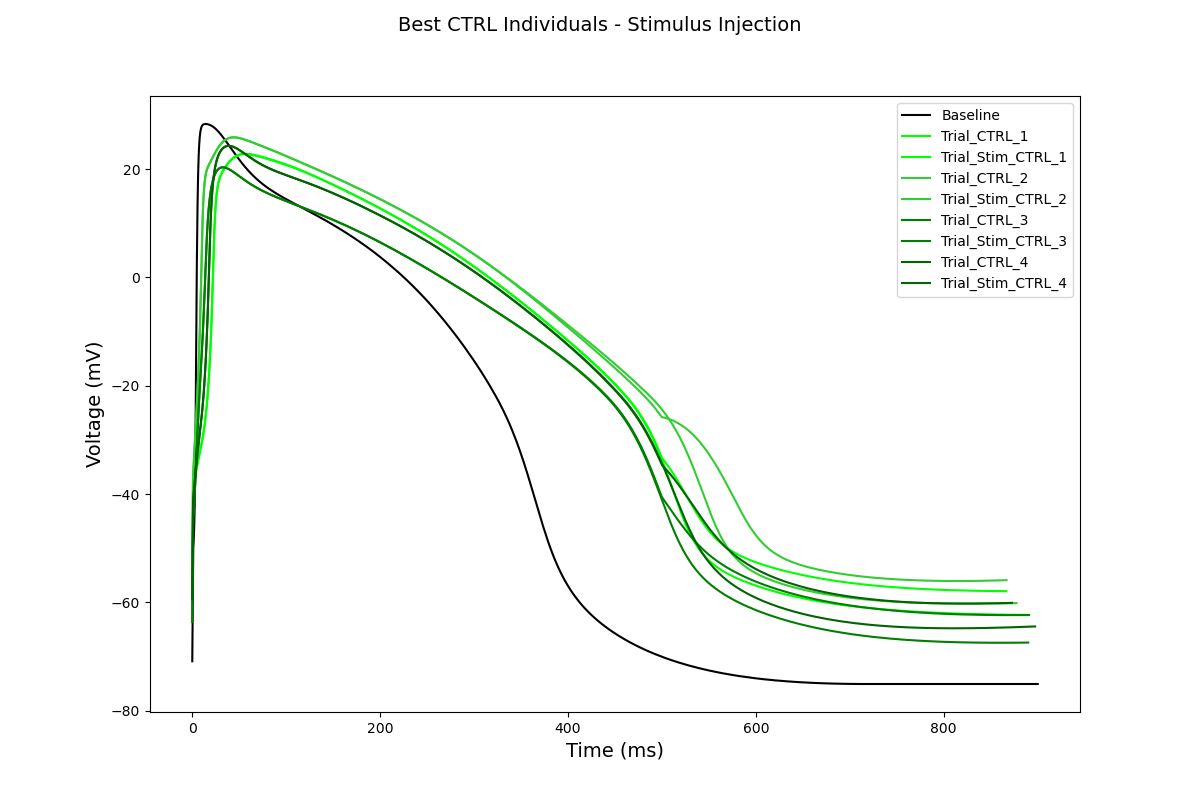 Best CTRL Individuals - Stimulus Injection
Baseline
Trial_CTRL_1
Trial_Stim_CTRL_1
Trial_CTRL_2
Trial_Stim_CTRL_2
Trial_CTRL_3
Trial_Stim_CTRL_3
Trial_CTRL_4
Trial_Stim_CTRL_4
Voltage (mV)
20
0
−20
−40
−60
−80
0 200 400 600 800
Time (ms)